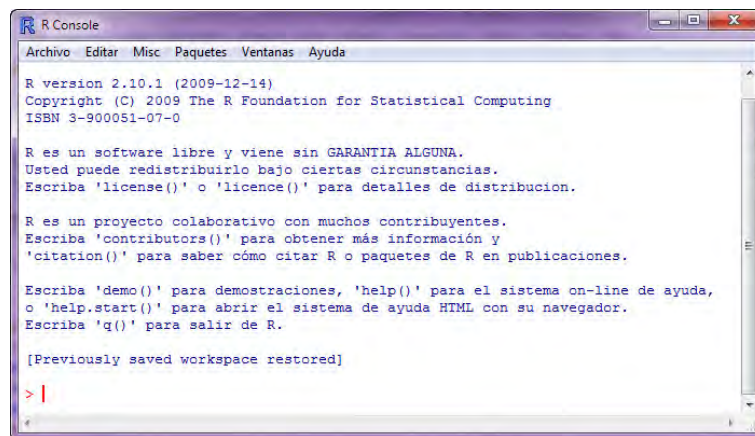 R Console
Archivo Editar Misc Paquetes Ventanas Ayuda
R version 2.10.1 (2009-12-14)
Copyright (C) 2009 The R Foundation for Statistical Computing
ISBN 3-900051-07-0
R es un software libre y viene sin GARANTIA ALGUNA.
Usted puede redistribuirlo bajo ciertas circunstancias.
Escriba 'license()' o 'licence()' para detalles de distribucion.
R es un proyecto colaborativo con muchos contribuyentes.
Escriba 'contributors()' para obtener más información y
'citation()' para saber cómo citar R o paquetes de R en publicaciones.
Escriba 'demo()' para demostraciones, 'help()' para el sistema on-line de ayuda,
o 'help.start()' para abrir el sistema de ayuda HTML con su navegador.
Escriba 'q()' para salir de R.
[Previously saved workspace restored]
>